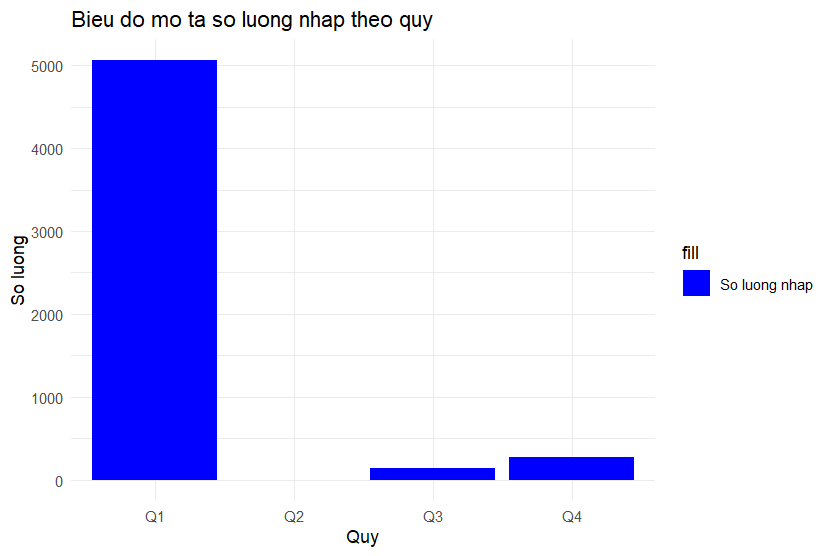 Bieu do mo ta so luong nhap theo quy
So luong
5000
4000
3000
2000
1000
0
Q1
Q2
Q3
Q4
Quy
fill
So luong nhap